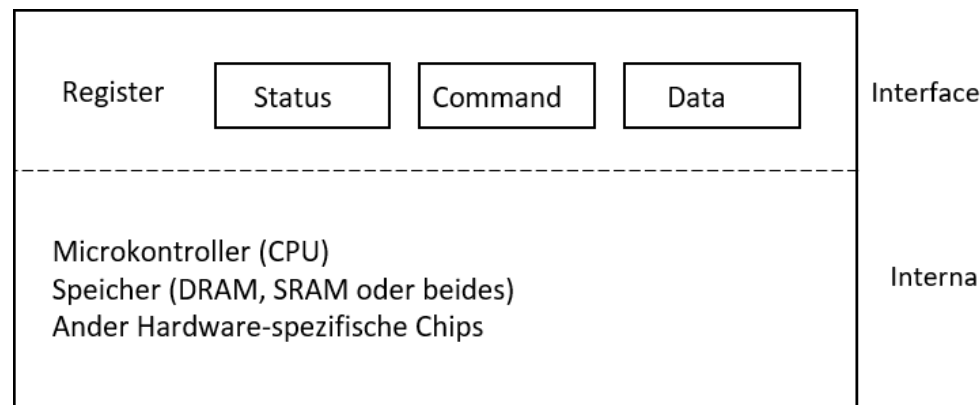 Register Status Command Data Interface
Microkontroller (CPU)
Speicher (DRAM, SRAM oder beides)
Interna
Ander Hardware-spezifische Chips